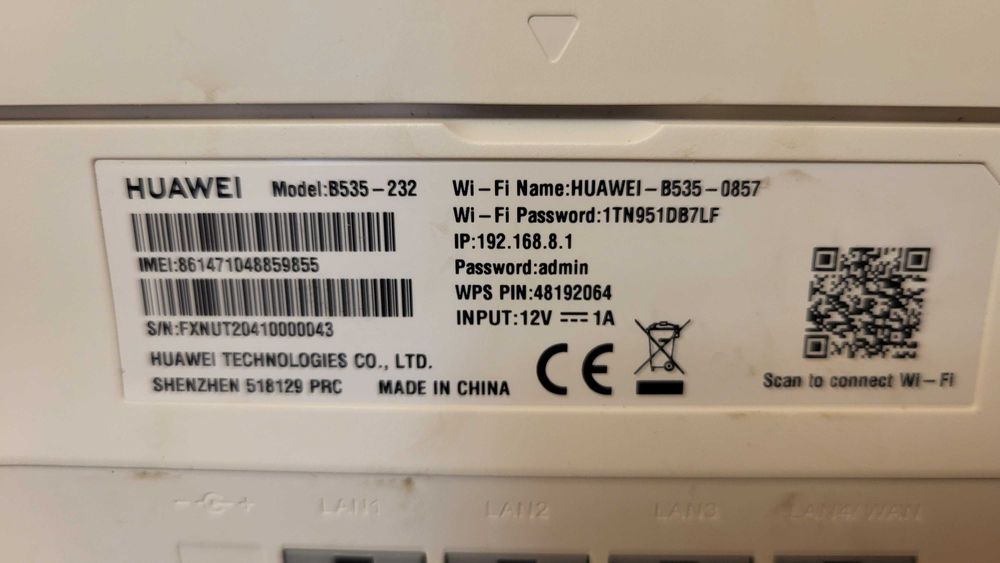 HUAWEI Model:B535-232
IMEI:861471048859855
S/N:FXNUT20410000043
HUAWEI TECHNOLOGIES CO., LTD.
SHENZHEN 518129 PRC MADE IN CHINA
Wi-Fi Name:HUAWEI-B535-0857
Wi-Fi Password:1TN951DB7LF
IP:192.168.8.1
Password:admin
WPS PIN:48192064
INPUT:12V ⎓ 1A
CE
Scan to connect Wi-Fi
LAN1 LAN2 LAN3 LAN4/WAN